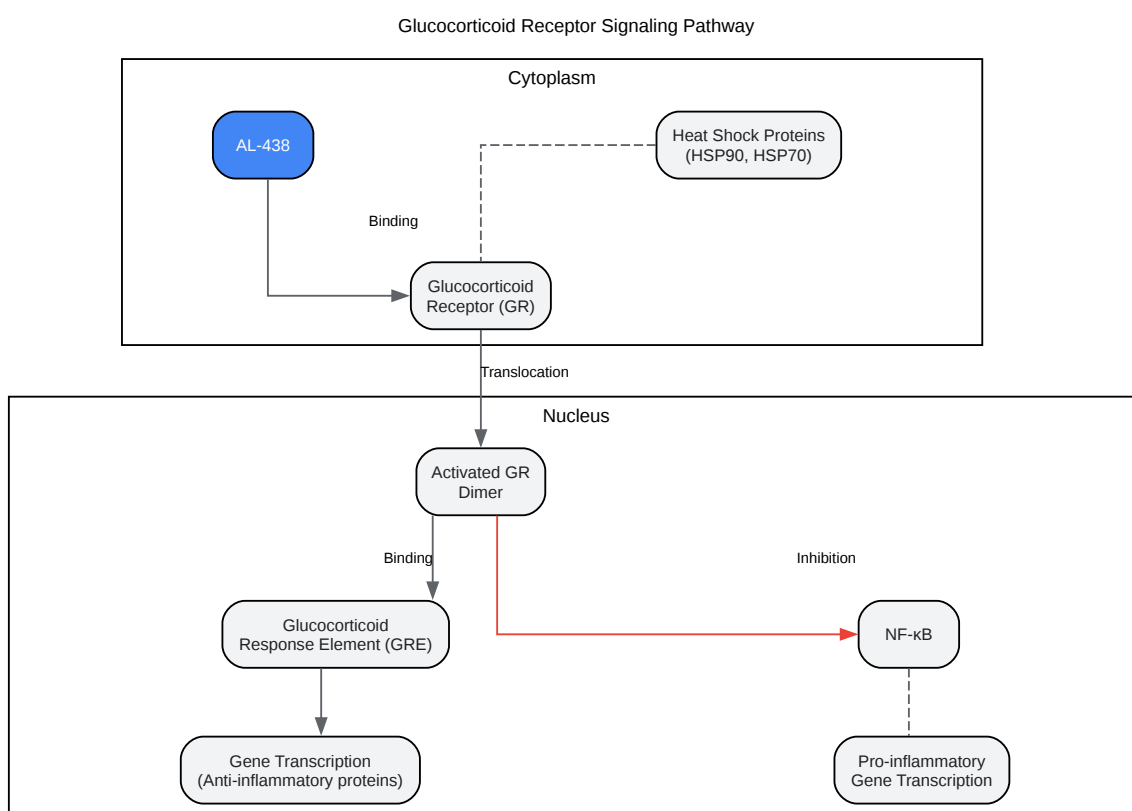 Glucocorticoid Receptor Signaling Pathway
Cytoplasm
AL-438
Heat Shock Proteins
(HSP90, HSP70)
Binding
Glucocorticoid
Receptor (GR)
Translocation
Nucleus
Activated GR
Dimer
Binding
Inhibition
Glucocorticoid
Response Element (GRE)
NF-κB
Gene Transcription
(Anti-inflammatory proteins)
Pro-inflammatory
Gene Transcription